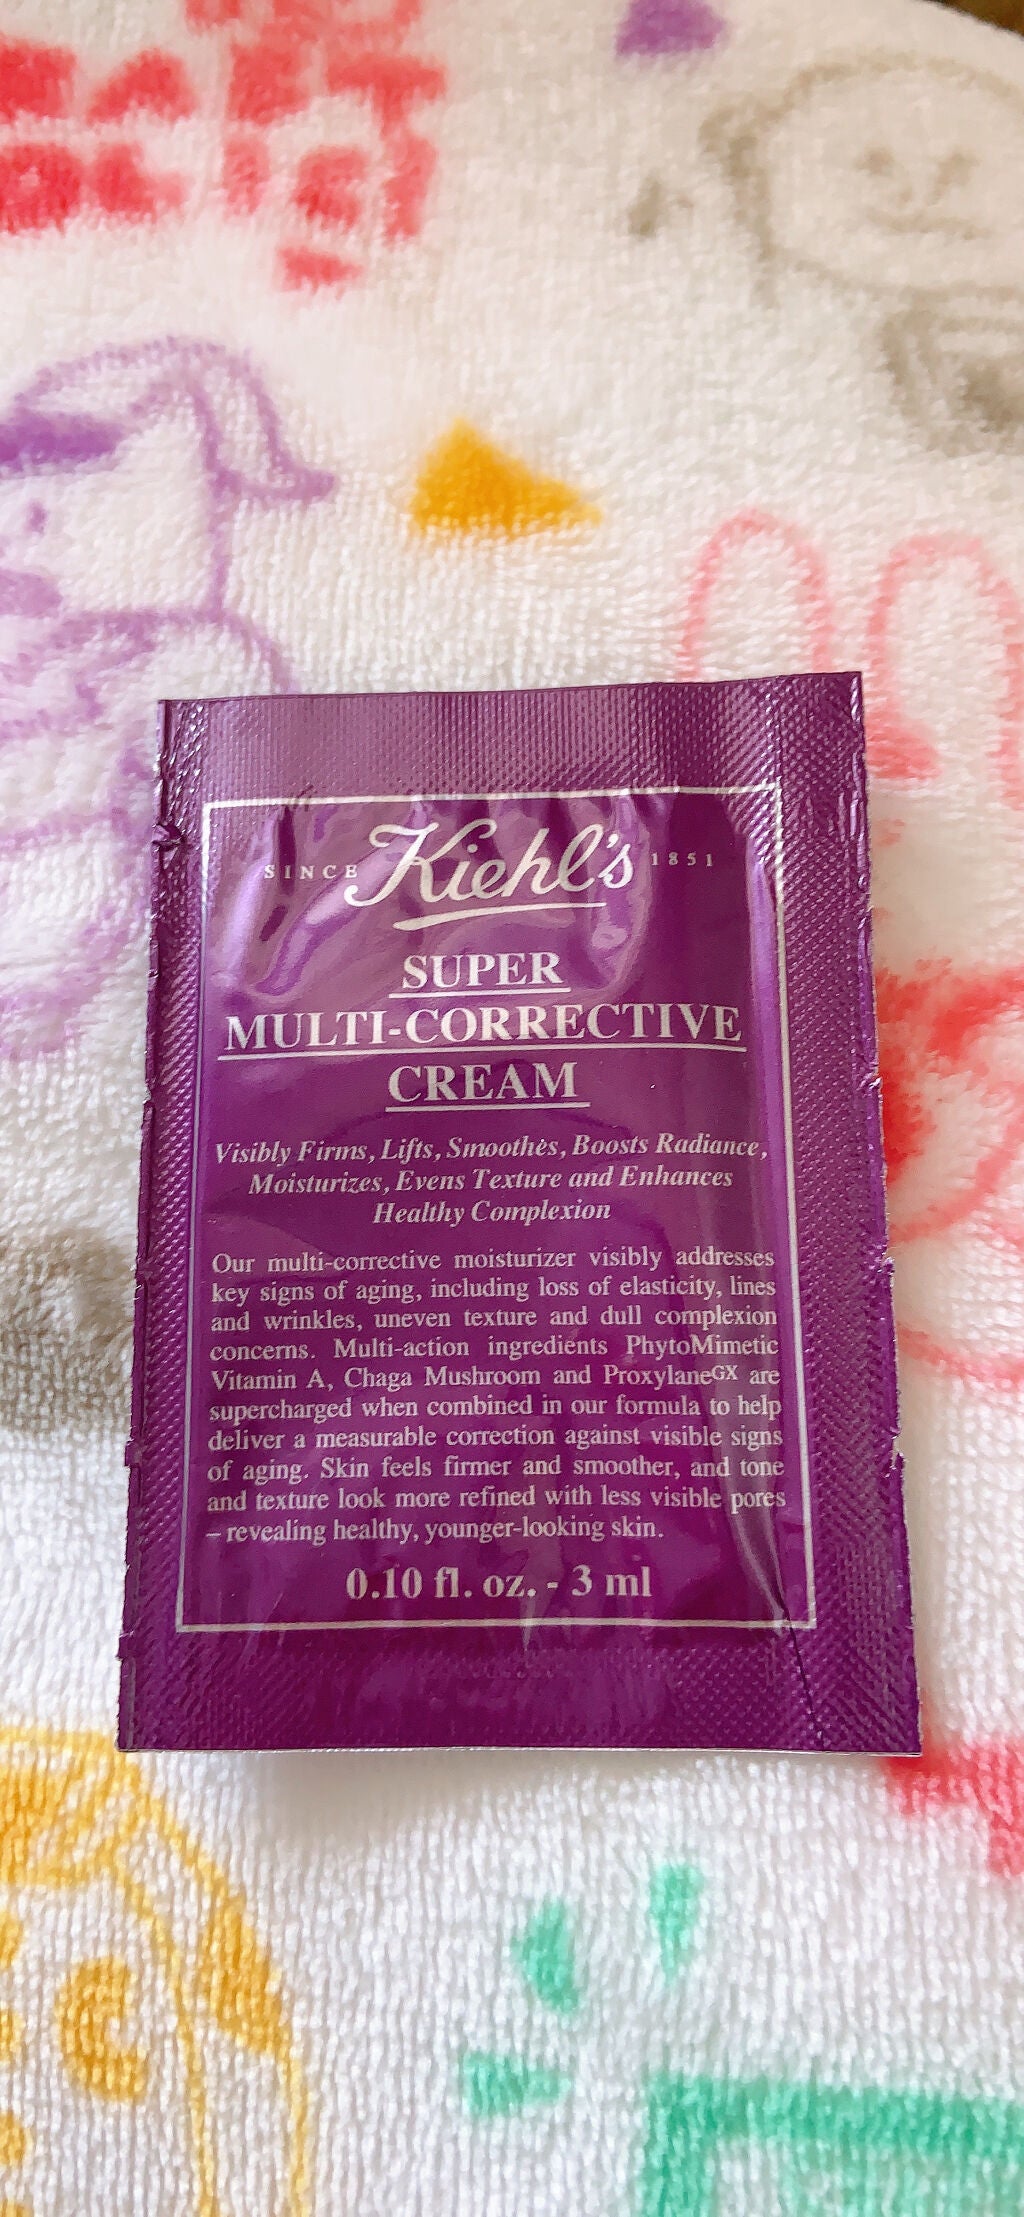 SINCE Kiehl's 1851
SUPER
MULTI-CORRECTIVE
CREAM
Visibly Firms, Lifts, Smoothes, Boosts Radiance,
Moisturizes, Evens Texture and Enhances
Healthy Complexion
Our multi-corrective moisturizer visibly addresses
key signs of aging, including loss of elasticity, lines
and wrinkles, uneven texture and dull complexion
concerns. Multi-action ingredients PhytoMimetic
Vitamin A, Chaga Mushroom and ProxylaneGX are
supercharged when combined in our formula to help
deliver a measurable correction against visible signs
of aging. Skin feels firmer and smoother, and tone
and texture look more refined with less visible pores
– revealing healthy, younger-looking skin.
0.10 fl. oz. - 3 ml